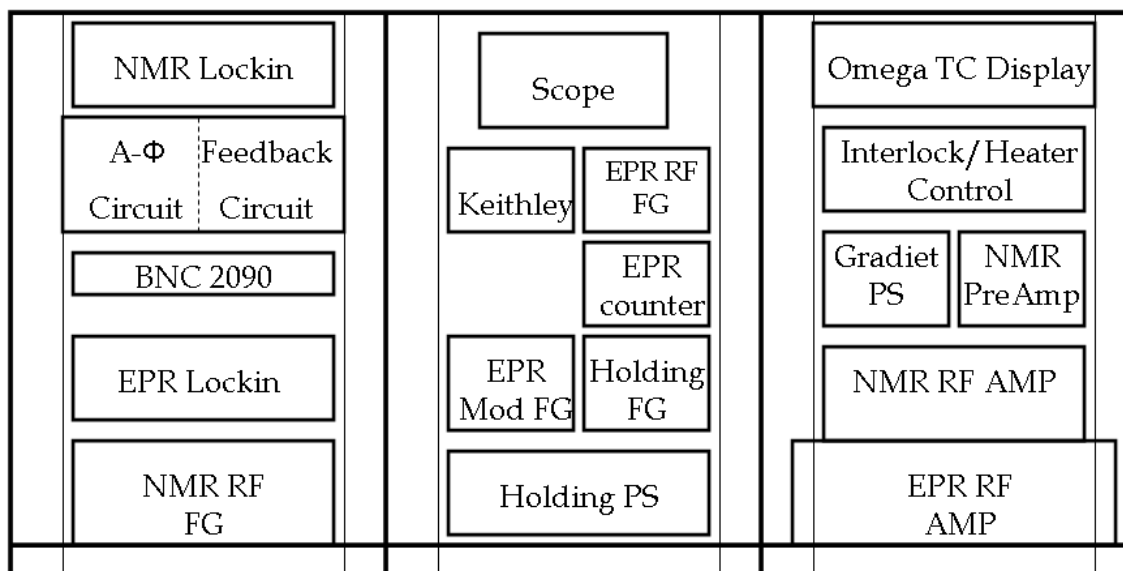 NMR Lockin
A-Φ
Circuit
Feedback
Circuit
BNC 2090
EPR Lockin
NMR RF
FG
Scope
Keithley
EPR RF
FG
EPR
counter
EPR
Mod FG
Holding
FG
Holding PS
Omega TC Display
Interlock/Heater
Control
Gradiet
PS
NMR
PreAmp
NMR RF AMP
EPR RF
AMP